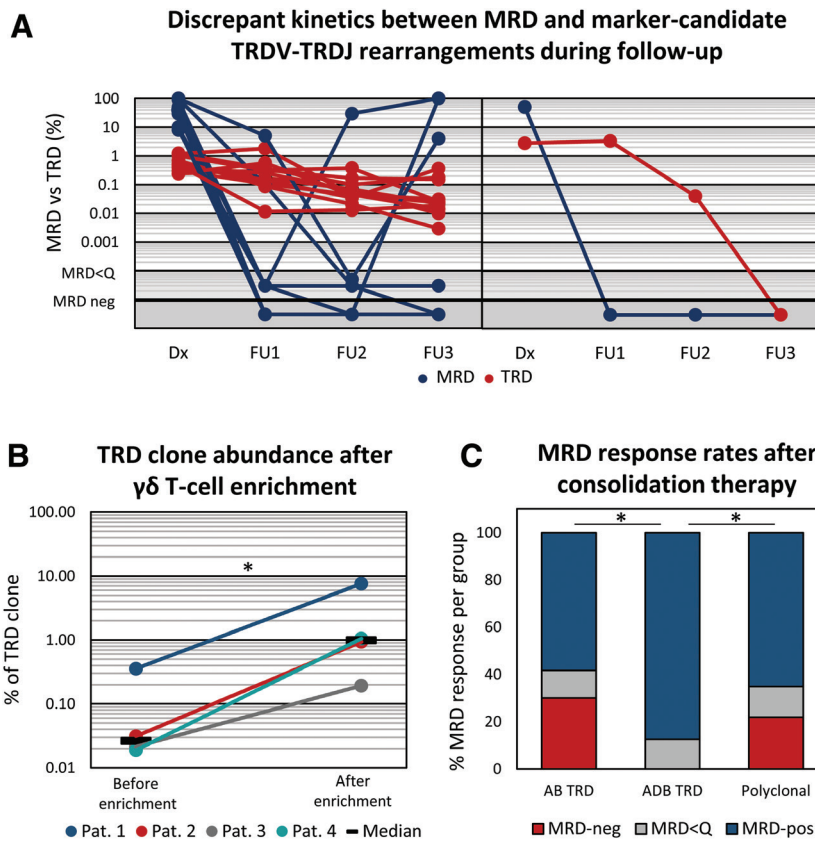 A
Discrepant kinetics between MRD and marker-candidate
TRDV-TRDJ rearrangements during follow-up
MRD vs TRD (%)
100
10
1
0.1
0.01
0.001
MRD<Q
MRD neg
Dx FU1 FU2 FU3 Dx FU1 FU2 FU3
MRD TRD
B
TRD clone abundance after
γδ T-cell enrichment
% of TRD clone
100.00
*
10.00
1.00
0.10
0.01
Before
enrichment
After
enrichment
Pat. 1 Pat. 2 Pat. 3 Pat. 4 Median
C
MRD response rates after
consolidation therapy
% MRD response per group
* *
100
80
60
40
20
0
AB TRD ADB TRD Polyclonal
MRD-neg MRD<Q MRD-pos